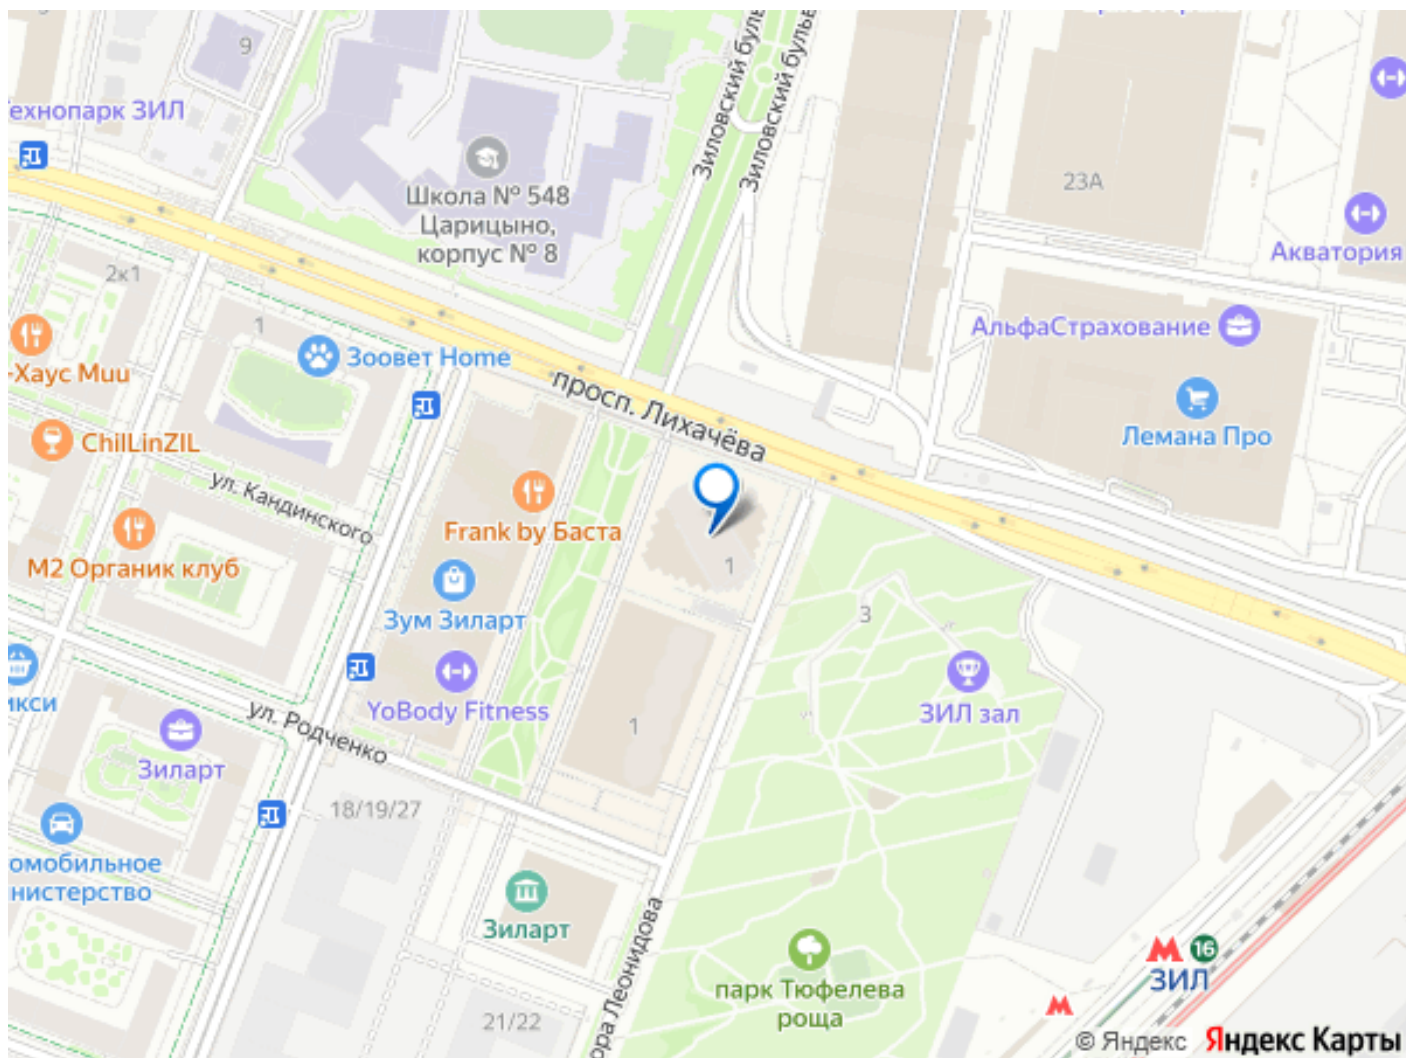 9
ехнопарк ЗИЛ
Зиловский буль
Зиловский бульв
Школа № 548
Царицыно,
корпус № 8
23А
Акватория
2к1
1
АльфаСтрахование
Зоовет Home
-Хаус Muu
просп. Лихачёва
Лемана Про
ChilLinZIL
ул. Кандинского
Frank by Баста
1
М2 Органик клуб
Зум Зиларт
3
икси
YoBody Fitness
ЗИЛ зал
ул. Родченко
1
Зиларт
18/19/27
омобильное
нистерство
Зиларт
ора Леонидова
16
ЗИЛ
парк Тюфелева
роща
21/22
© Яндекс Яндекс Карты